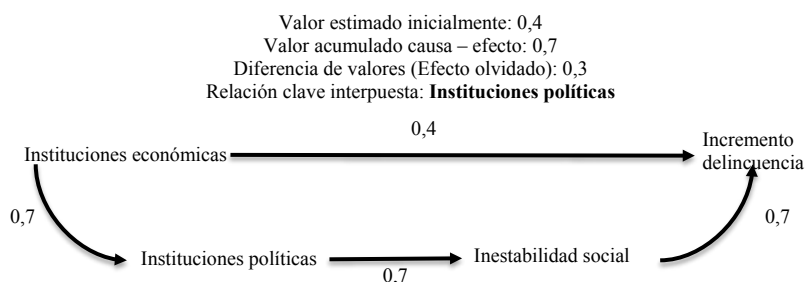 Valor estimado inicialmente: 0,4
Valor acumulado causa – efecto: 0,7
Diferencia de valores (Efecto olvidado): 0,3
Relación clave interpuesta: Instituciones políticas
0,4
Instituciones económicas
Incremento
delincuencia
0,7
0,7
Instituciones políticas
Inestabilidad social
0,7